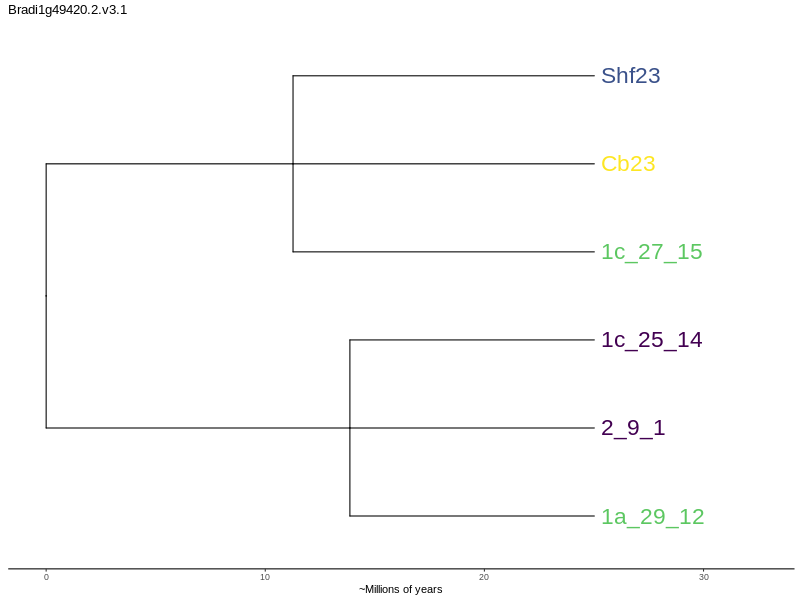 Bradi1g49420.2.v3.1
Shf23
Cb23
1c_27_15
1c_25_14
2_9_1
1a_29_12
0 10 20 30
~Millions of years